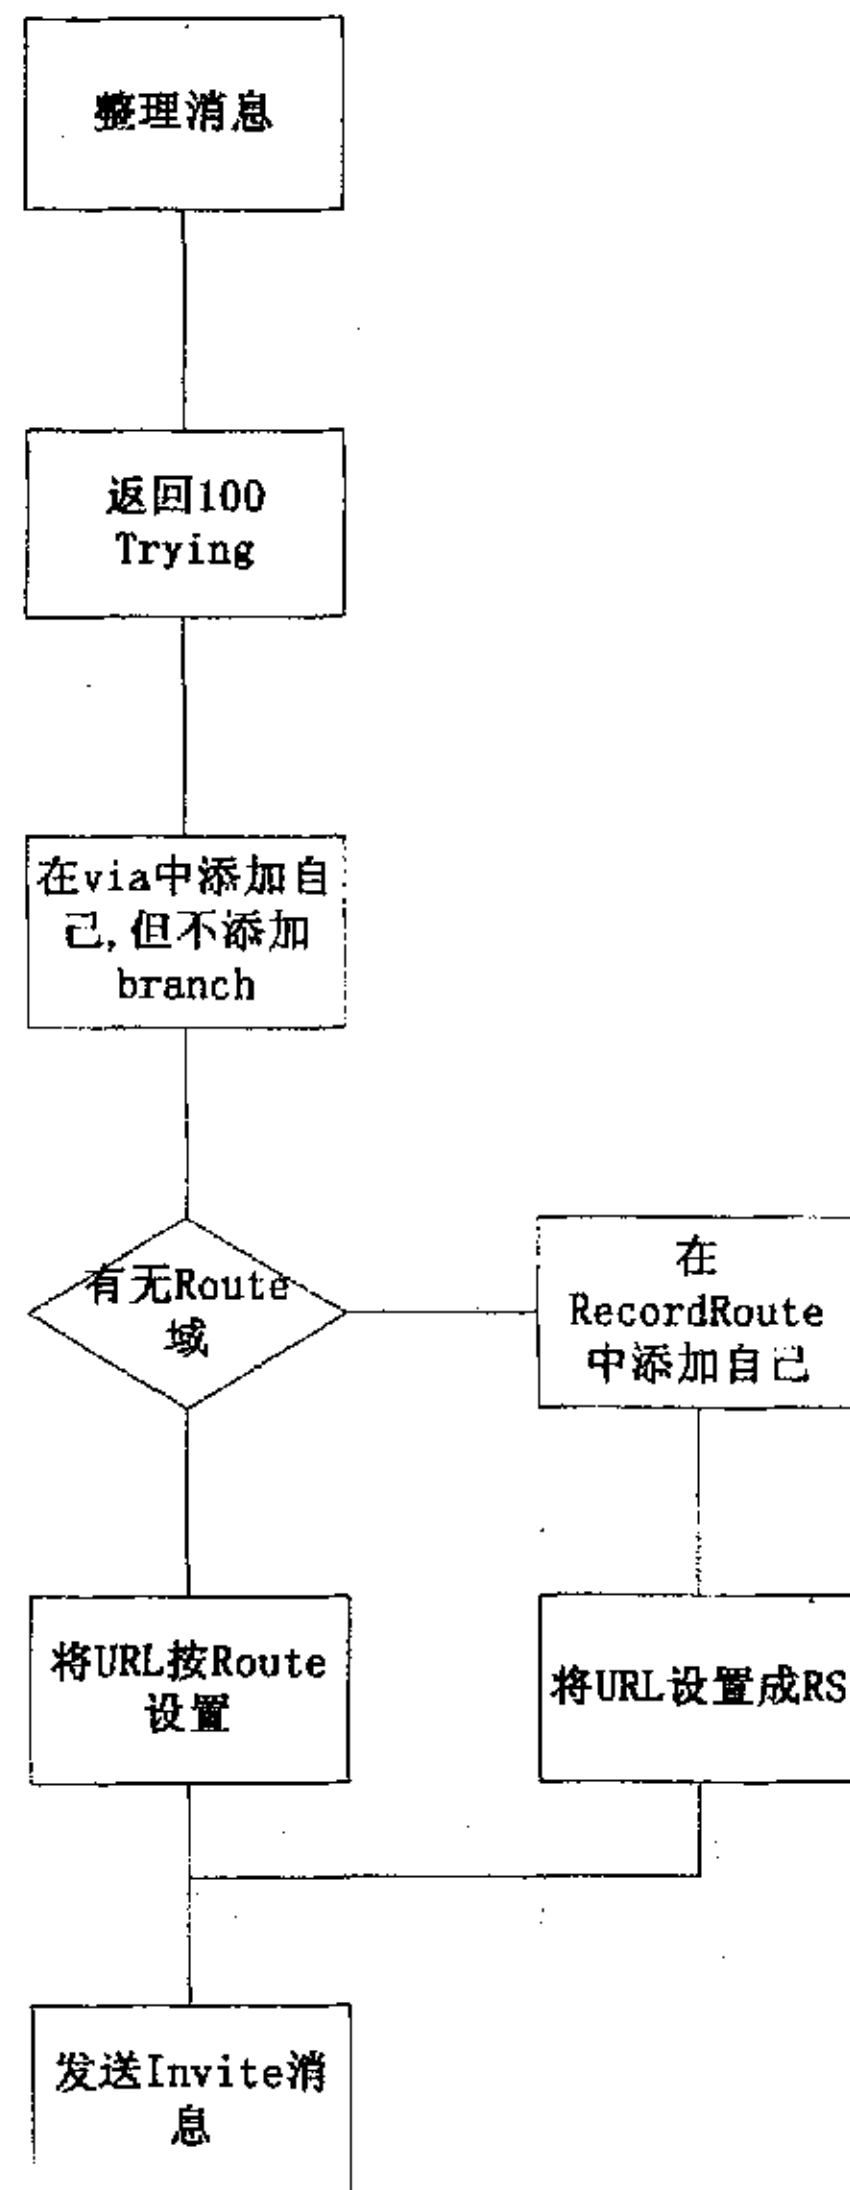 整理消息
返回100
Trying
在via中添加自
己,但不添加
branch
有无Route
域
在
RecordRoute
中添加自己
将URL按Route
设置
将URL设置成RS
发送Invite消
息